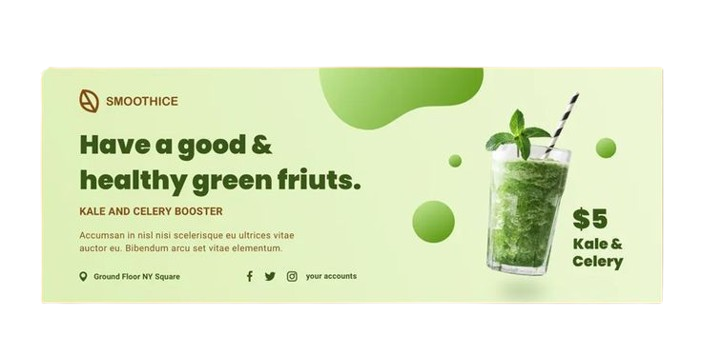 SMOOTHICE
Have a good &
healthy green friuts.
KALE AND CELERY BOOSTER
Accumsan in nisl nisi scelerisque eu ultrices vitae
auctor eu. Bibendum arcu set vitae elementum.
Ground Floor NY Square
your accounts
$5
Kale &
Celery